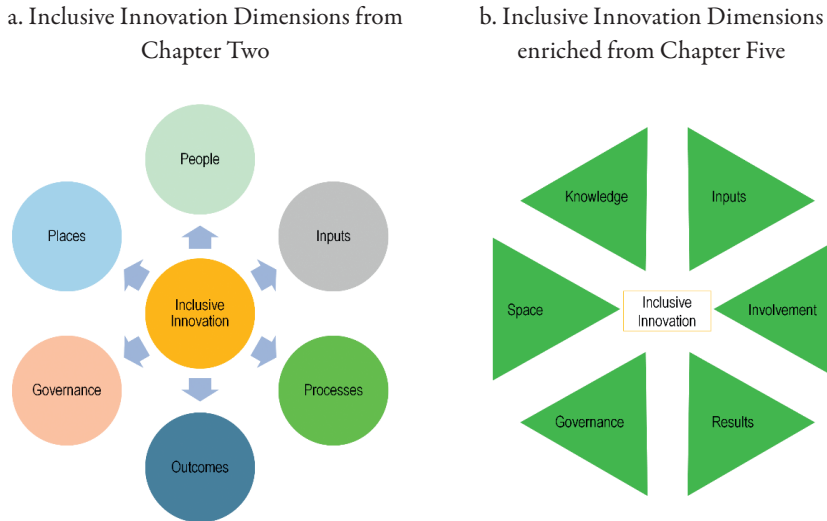 a. Inclusive Innovation Dimensions from
Chapter Two
People
Places
Inputs
Inclusive
Innovation
Governance
Processes
Outcomes
b. Inclusive Innovation Dimensions
enriched from Chapter Five
Knowledge
Inputs
Space
Inclusive
Innovation
Involvement
Governance
Results